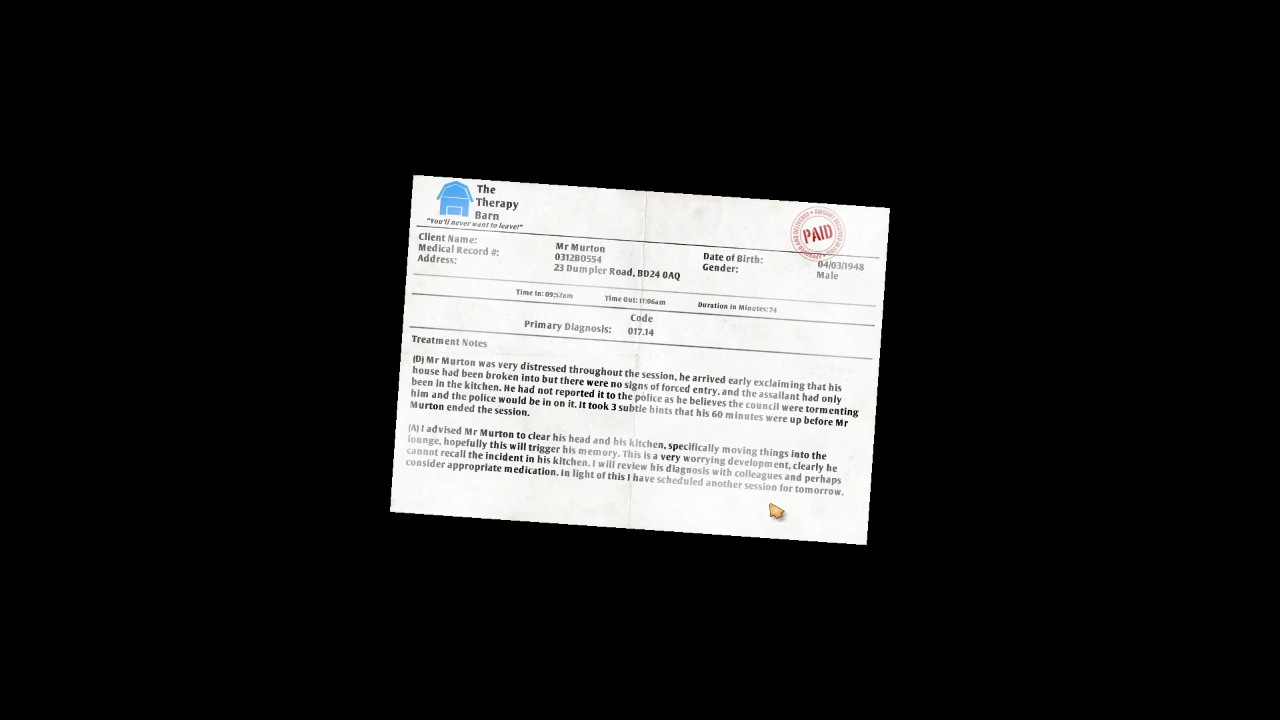 The
Therapy
Barn
"You'll never want to leave!"
PAID
Client Name: Mr Murton Date of Birth: 04/03/1948
Medical Record #: 0312B0554 Gender: Male
Address: 23 Dumpler Road, BD24 0AQ
Time In: 09:52am Time Out: 11:06am Duration in Minutes: 74
Code
Primary Diagnosis: 017.14
Treatment Notes
(D) Mr Murton was very distressed throughout the session, he arrived early exclaiming that his
house had been broken into but there were no signs of forced entry, and the assailant had only
been in the kitchen. He had not reported it to the police as he believes the council were tormenting
him and the police would be in on it. It took 3 subtle hints that his 60 minutes were up before Mr
Murton ended the session.
(A) I advised Mr Murton to clear his head and his kitchen, specifically moving things into the
lounge, hopefully this will trigger his memory. This is a very worrying development, clearly he
cannot recall the incident in his kitchen. I will review his diagnosis with colleagues and perhaps
consider appropriate medication. In light of this I have scheduled another session for tomorrow.